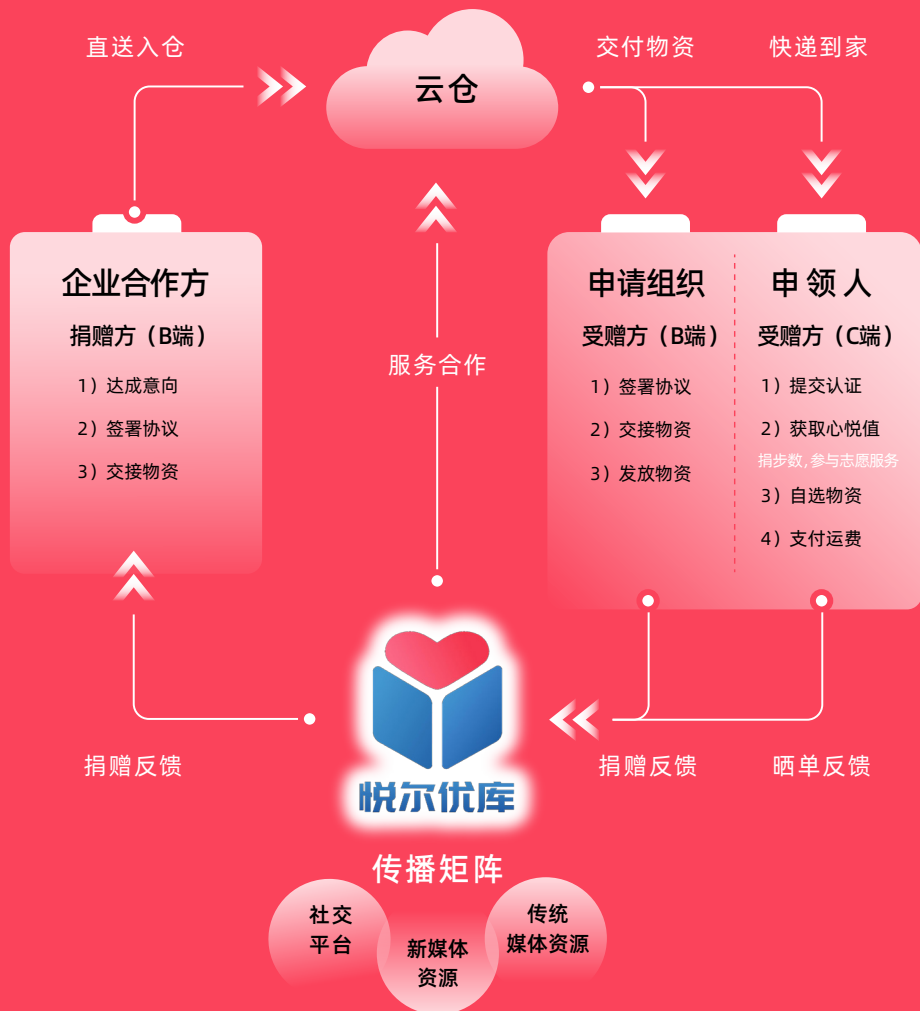 直送入仓
云仓
交付物资
快递到家
企业合作方
捐赠方（B端）
1）达成意向
2）签署协议
3）交接物资
服务合作
申请组织
受赠方（B端）
1）签署协议
2）交接物资
3）发放物资
申领人
受赠方（C端）
1）提交认证
2）获取心悦值
捐步数,参与志愿服务
3）自选物资
4）支付运费
捐赠反馈
悦尔优库
捐赠反馈
晒单反馈
传播矩阵
社交
平台
新媒体
资源
传统
媒体资源